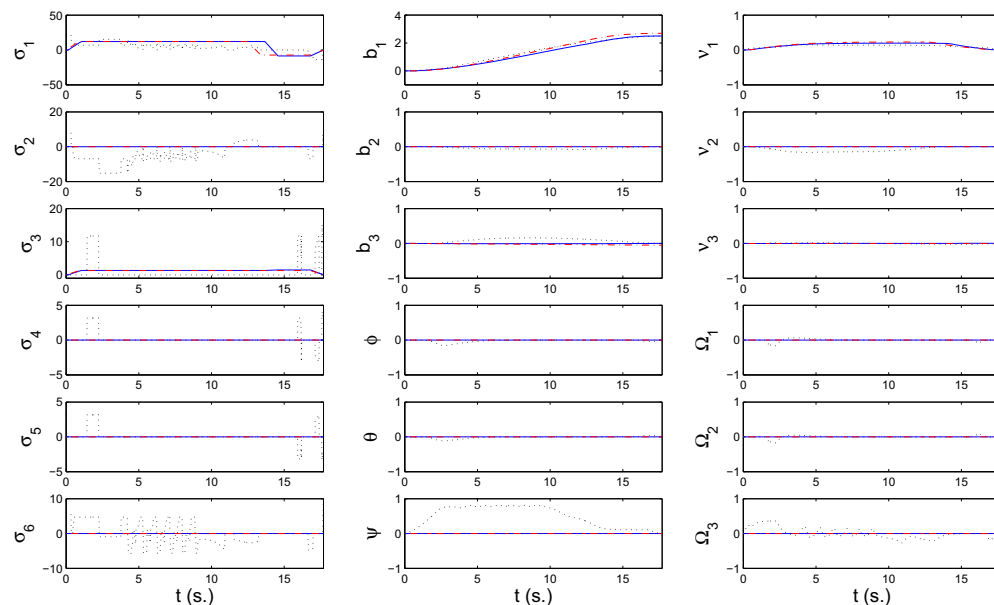 σ1 50 0 −50 0 5 10 15
b1 4 2 0 0 5 10 15
ν1 1 0 −1 0 5 10 15
σ2 20 0 −20 0 5 10 15
b2 1 0 −1 0 5 10 15
ν2 1 0 −1 0 5 10 15
σ3 20 10 0 0 5 10 15
b3 1 0 −1 0 5 10 15
ν3 1 0 −1 0 5 10 15
σ4 5 0 −5 0 5 10 15
ϕ 1 0 −1 0 5 10 15
Ω1 1 0 −1 0 5 10 15
σ5 5 0 5 0 5 10 15
θ 1 0 −1 0 5 10 15
Ω2 1 0 −1 0 5 10 15
σ6 10 0 −10 0 5 10 15
ψ 1 0 −1 0 5 10 15
Ω3 1 0 −1 0 5 10 15
t (s.) t (s.) t (s.)